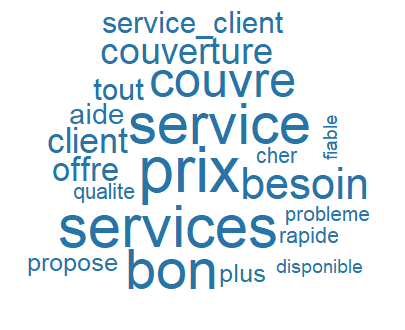 service_client
couverture
tout couvre
aide
service
client
fiable
offre prix cher
qualite besoin
services probleme
rapide
propose bon plus disponible